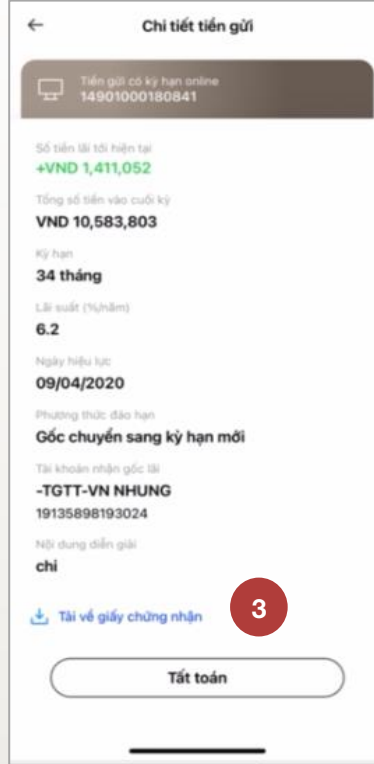 Chi tiết tiền gửi
Tiền gửi có kỳ hạn online
14901000180841
Số tiền lãi tới hiện tại
+VND 1,411,052
Tổng số tiền vào cuối kỳ
VND 10,583,803
Kỳ hạn
34 tháng
Lãi suất (%/năm)
6.2
Ngày hiệu lực
09/04/2020
Phương thức đáo hạn
Gốc chuyển sang kỳ hạn mới
Tài khoản nhận gốc lãi
-TGTT-VN NHUNG
19135898193024
Nội dung diễn giải
chi
Tải về giấy chứng nhận
3
Tất toán